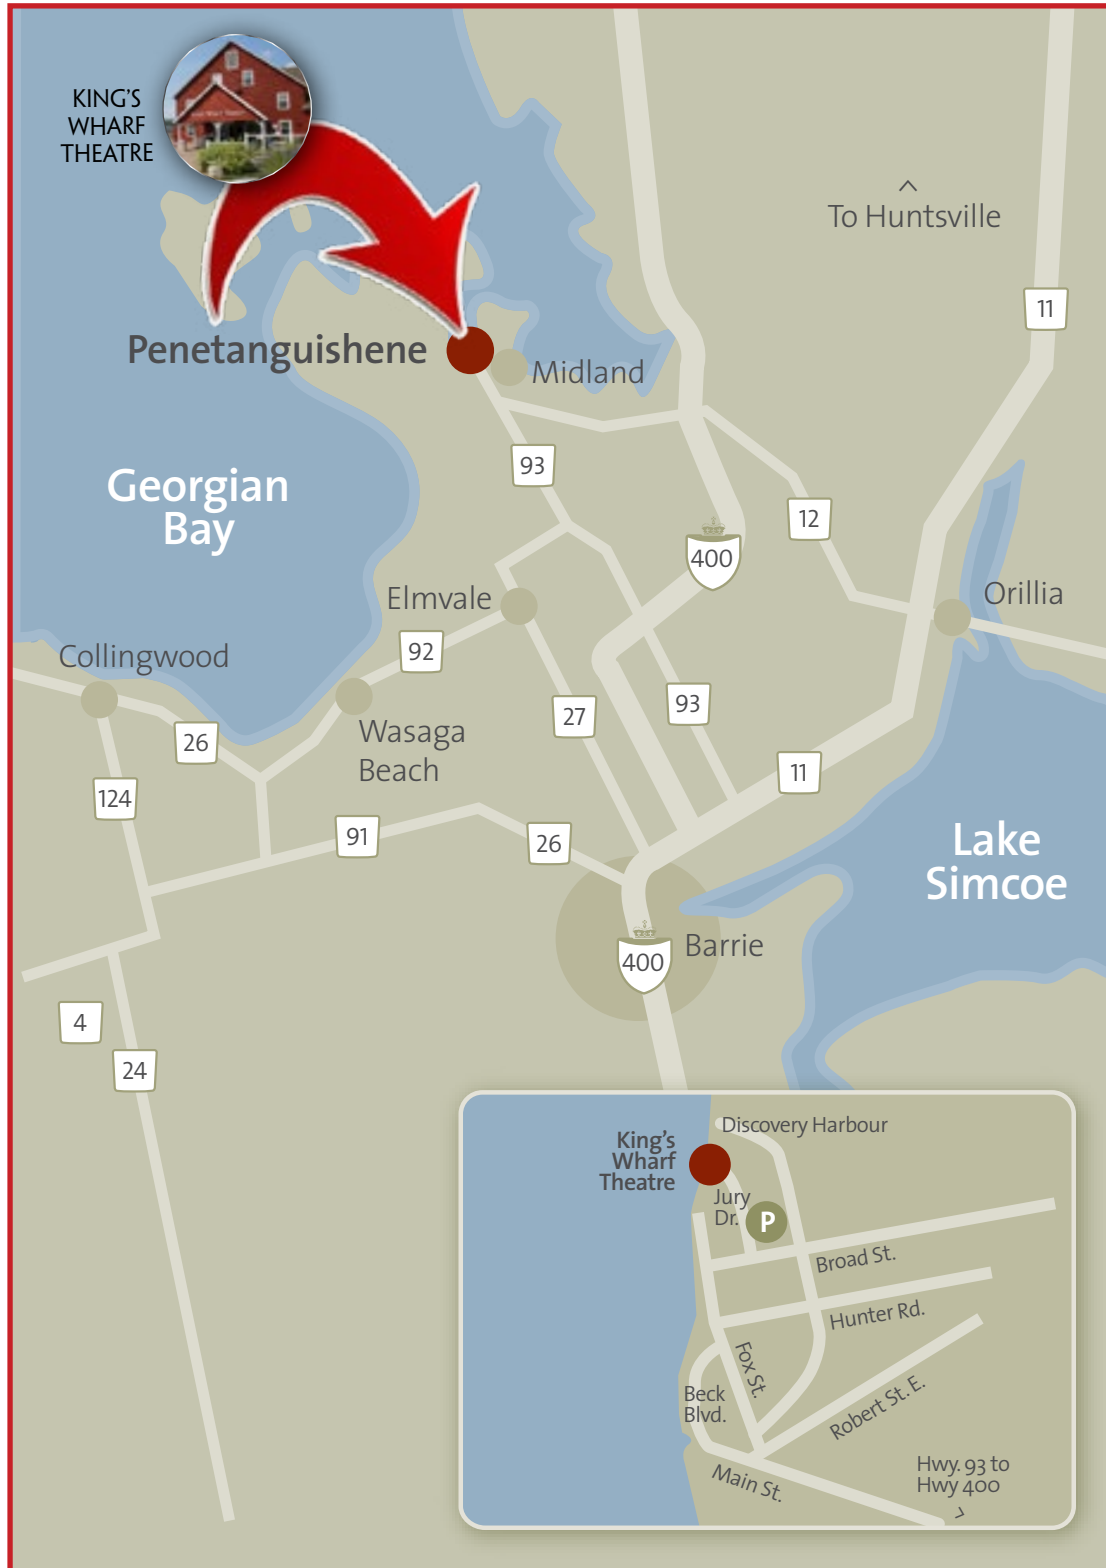 KING'S
WHARF
THEATRE
To Huntsville
11
Penetanguishene
Midland
93
Georgian
Bay
12
400
Elmvale
Orillia
92
Collingwood
27
93
26
Wasaga
Beach
11
124
91
26
Lake
Simcoe
Barrie
400
4
24
Discovery Harbour
King's
Wharf
Theatre
Jury
Dr.
P
Broad St.
Hunter Rd.
Fox St.
Beck
Blvd.
Robert St. E.
Main St.
Hwy. 93 to
Hwy 400